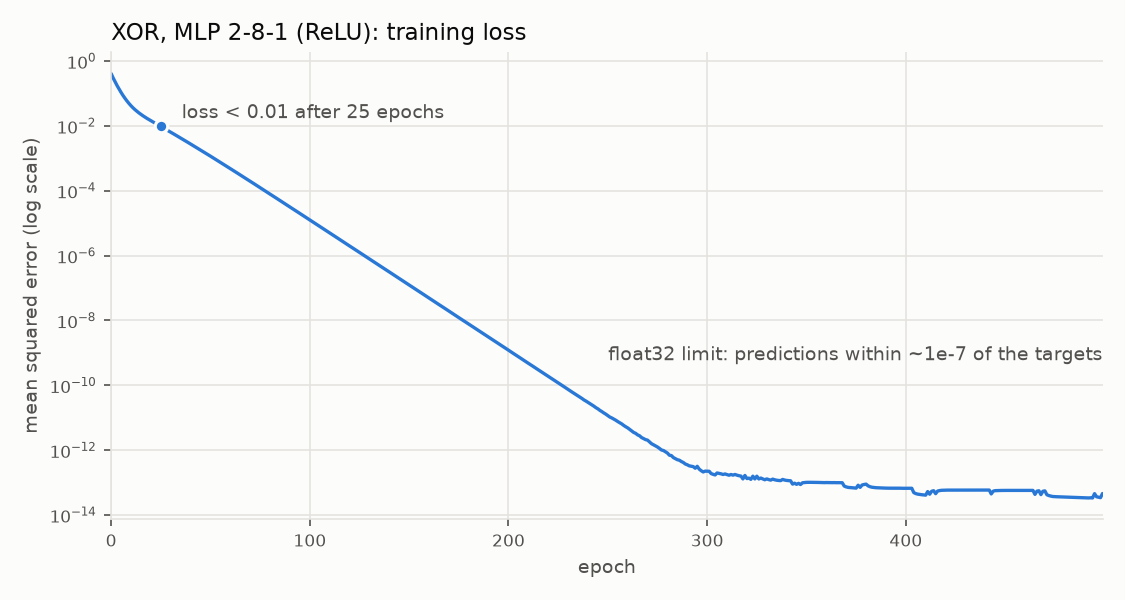 XOR, MLP 2-8-1 (ReLU): training loss
mean squared error (log scale)
10⁰
10⁻²
10⁻⁴
10⁻⁶
10⁻⁸
10⁻¹⁰
10⁻¹²
10⁻¹⁴
loss < 0.01 after 25 epochs
float32 limit: predictions within ~1e-7 of the targets
0 100 200 300 400
epoch